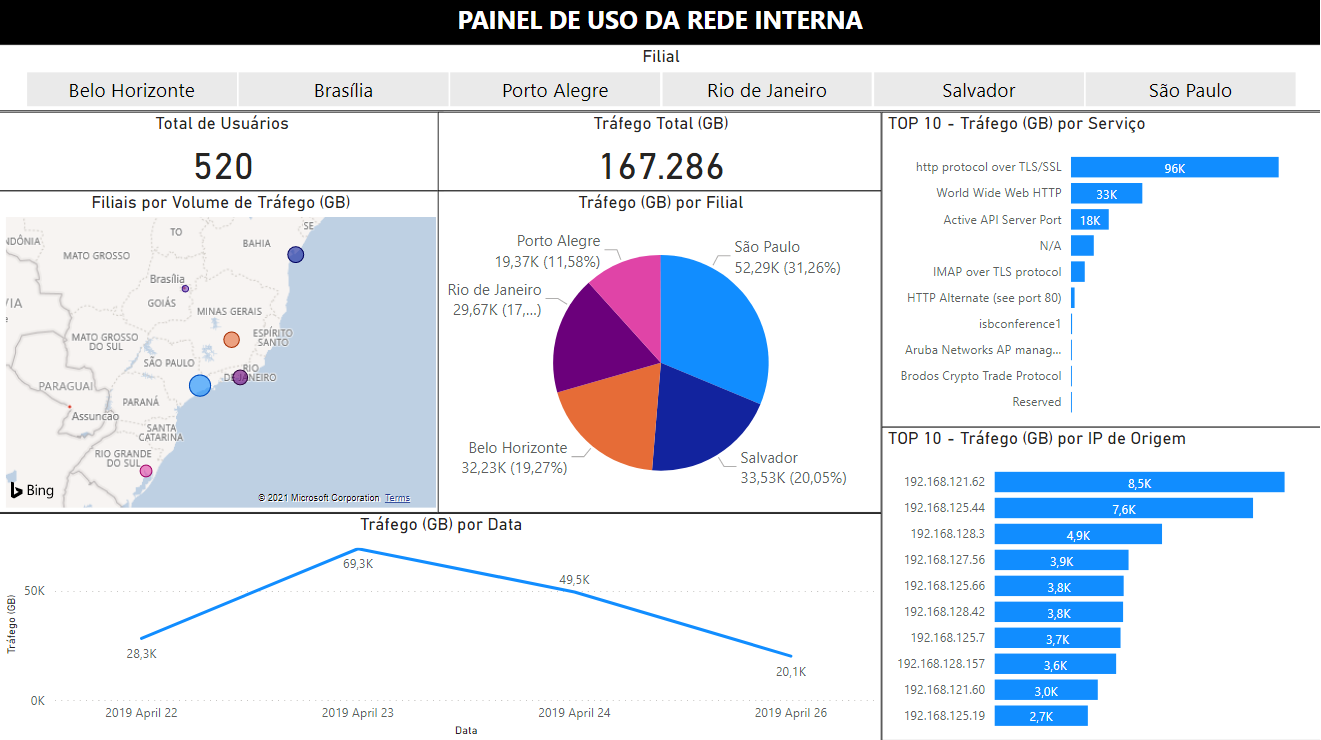 PAINEL DE USO DA REDE INTERNA
Filial
Belo Horizonte
Brasília
Porto Alegre
Rio de Janeiro
Salvador
São Paulo
Total de Usuários
520
Tráfego Total (GB)
167.286
Filiais por Volume de Tráfego (GB)
SE
TO
BAHIA
NDÔNIA
MATO GROSSO
Brasília
GOIÁS
VIA
MINAS GERAIS
MATO GROSSO
DO SUL
ESPÍRITO
SANTO
SÃO PAULO
RIO
DE JANEIRO
PARAGUAI
PARANÁ
Assunção
SANTA
CATARINA
RIO GRANDE
DO SUL
Bing
© 2021 Microsoft Corporation Terms
Tráfego (GB) por Filial
Porto Alegre
19,37K (11,58%)
São Paulo
52,29K (31,26%)
Rio de Janeiro
29,67K (17,...)
Belo Horizonte
32,23K (19,27%)
Salvador
33,53K (20,05%)
Tráfego (GB) por Data
Tráfego (GB)
50K
0K
28,3K
69,3K
49,5K
20,1K
2019 April 22
2019 April 23
2019 April 24
2019 April 26
Data
TOP 10 - Tráfego (GB) por Serviço
http protocol over TLS/SSL 96K
World Wide Web HTTP 33K
Active API Server Port 18K
N/A
IMAP over TLS protocol
HTTP Alternate (see port 80)
isbconference1
Aruba Networks AP manag...
Brodos Crypto Trade Protocol
Reserved
TOP 10 - Tráfego (GB) por IP de Origem
192.168.121.62 8,5K
192.168.125.44 7,6K
192.168.128.3 4,9K
192.168.127.56 3,9K
192.168.125.66 3,8K
192.168.128.42 3,8K
192.168.125.7 3,7K
192.168.128.157 3,6K
192.168.121.60 3,0K
192.168.125.19 2,7K